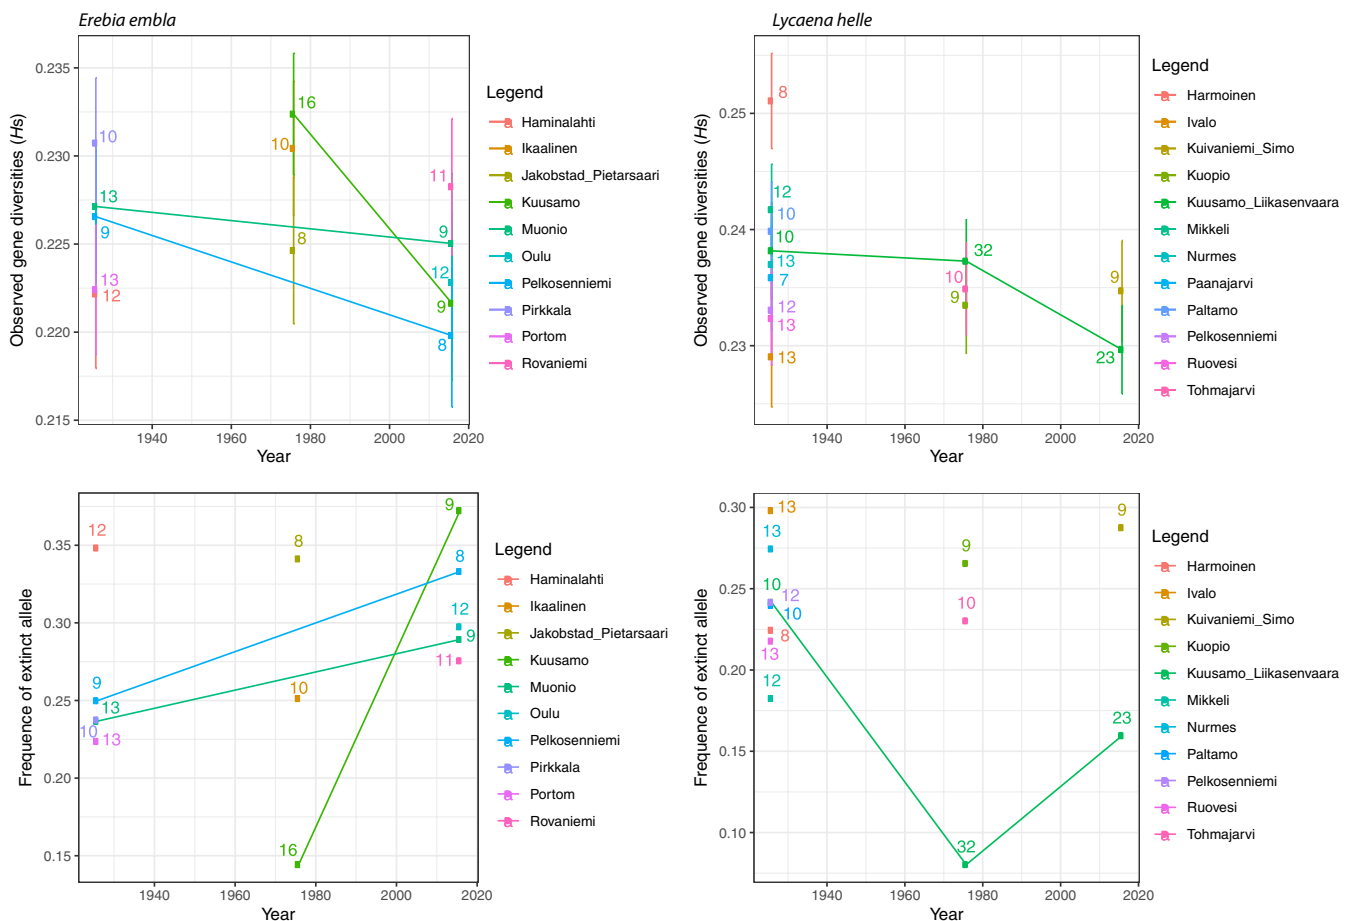 Erebia embla
Observed gene diversities (Hs)
0.235
0.230
0.225
0.220
0.215
10
13
9
13
12
16
10
8
11
9
12
9
8
1940
1960
1980
2000
2020
Year
Legend
a Haminalahti
a Ikaalinen
a Jakobstad_Pietarsaari
a Kuusamo
a Muonio
a Oulu
a Pelkosenniemi
a Pirkkala
a Portom
a Rovaniemi
Lycaena helle
Observed gene diversities (Hs)
0.25
0.24
0.23
8
12
10
10
13
7
12
13
13
32
10
9
9
23
1940
1960
1980
2000
2020
Year
Legend
a Harmoinen
a Ivalo
a Kuivaniemi_Simo
a Kuopio
a Kuusamo_Liikasenvaara
a Mikkeli
a Nurmes
a Paanajarvi
a Paltamo
a Pelkosenniemi
a Ruovesi
a Tohmajarvi
Frequence of extinct allele
0.35
0.30
0.25
0.20
0.15
12
9
13
10
13
8
10
16
9
8
12
9
11
1940
1960
1980
2000
2020
Year
Legend
a Haminalahti
a Ikaalinen
a Jakobstad_Pietarsaari
a Kuusamo
a Muonio
a Oulu
a Pelkosenniemi
a Pirkkala
a Portom
a Rovaniemi
Frequence of extinct allele
0.30
0.25
0.20
0.15
0.10
13
13
10
12
10
8
13
12
9
10
32
9
23
1940
1960
1980
2000
2020
Year
Legend
a Harmoinen
a Ivalo
a Kuivaniemi_Simo
a Kuopio
a Kuusamo_Liikasenvaara
a Mikkeli
a Nurmes
a Paltamo
a Pelkosenniemi
a Ruovesi
a Tohmajarvi